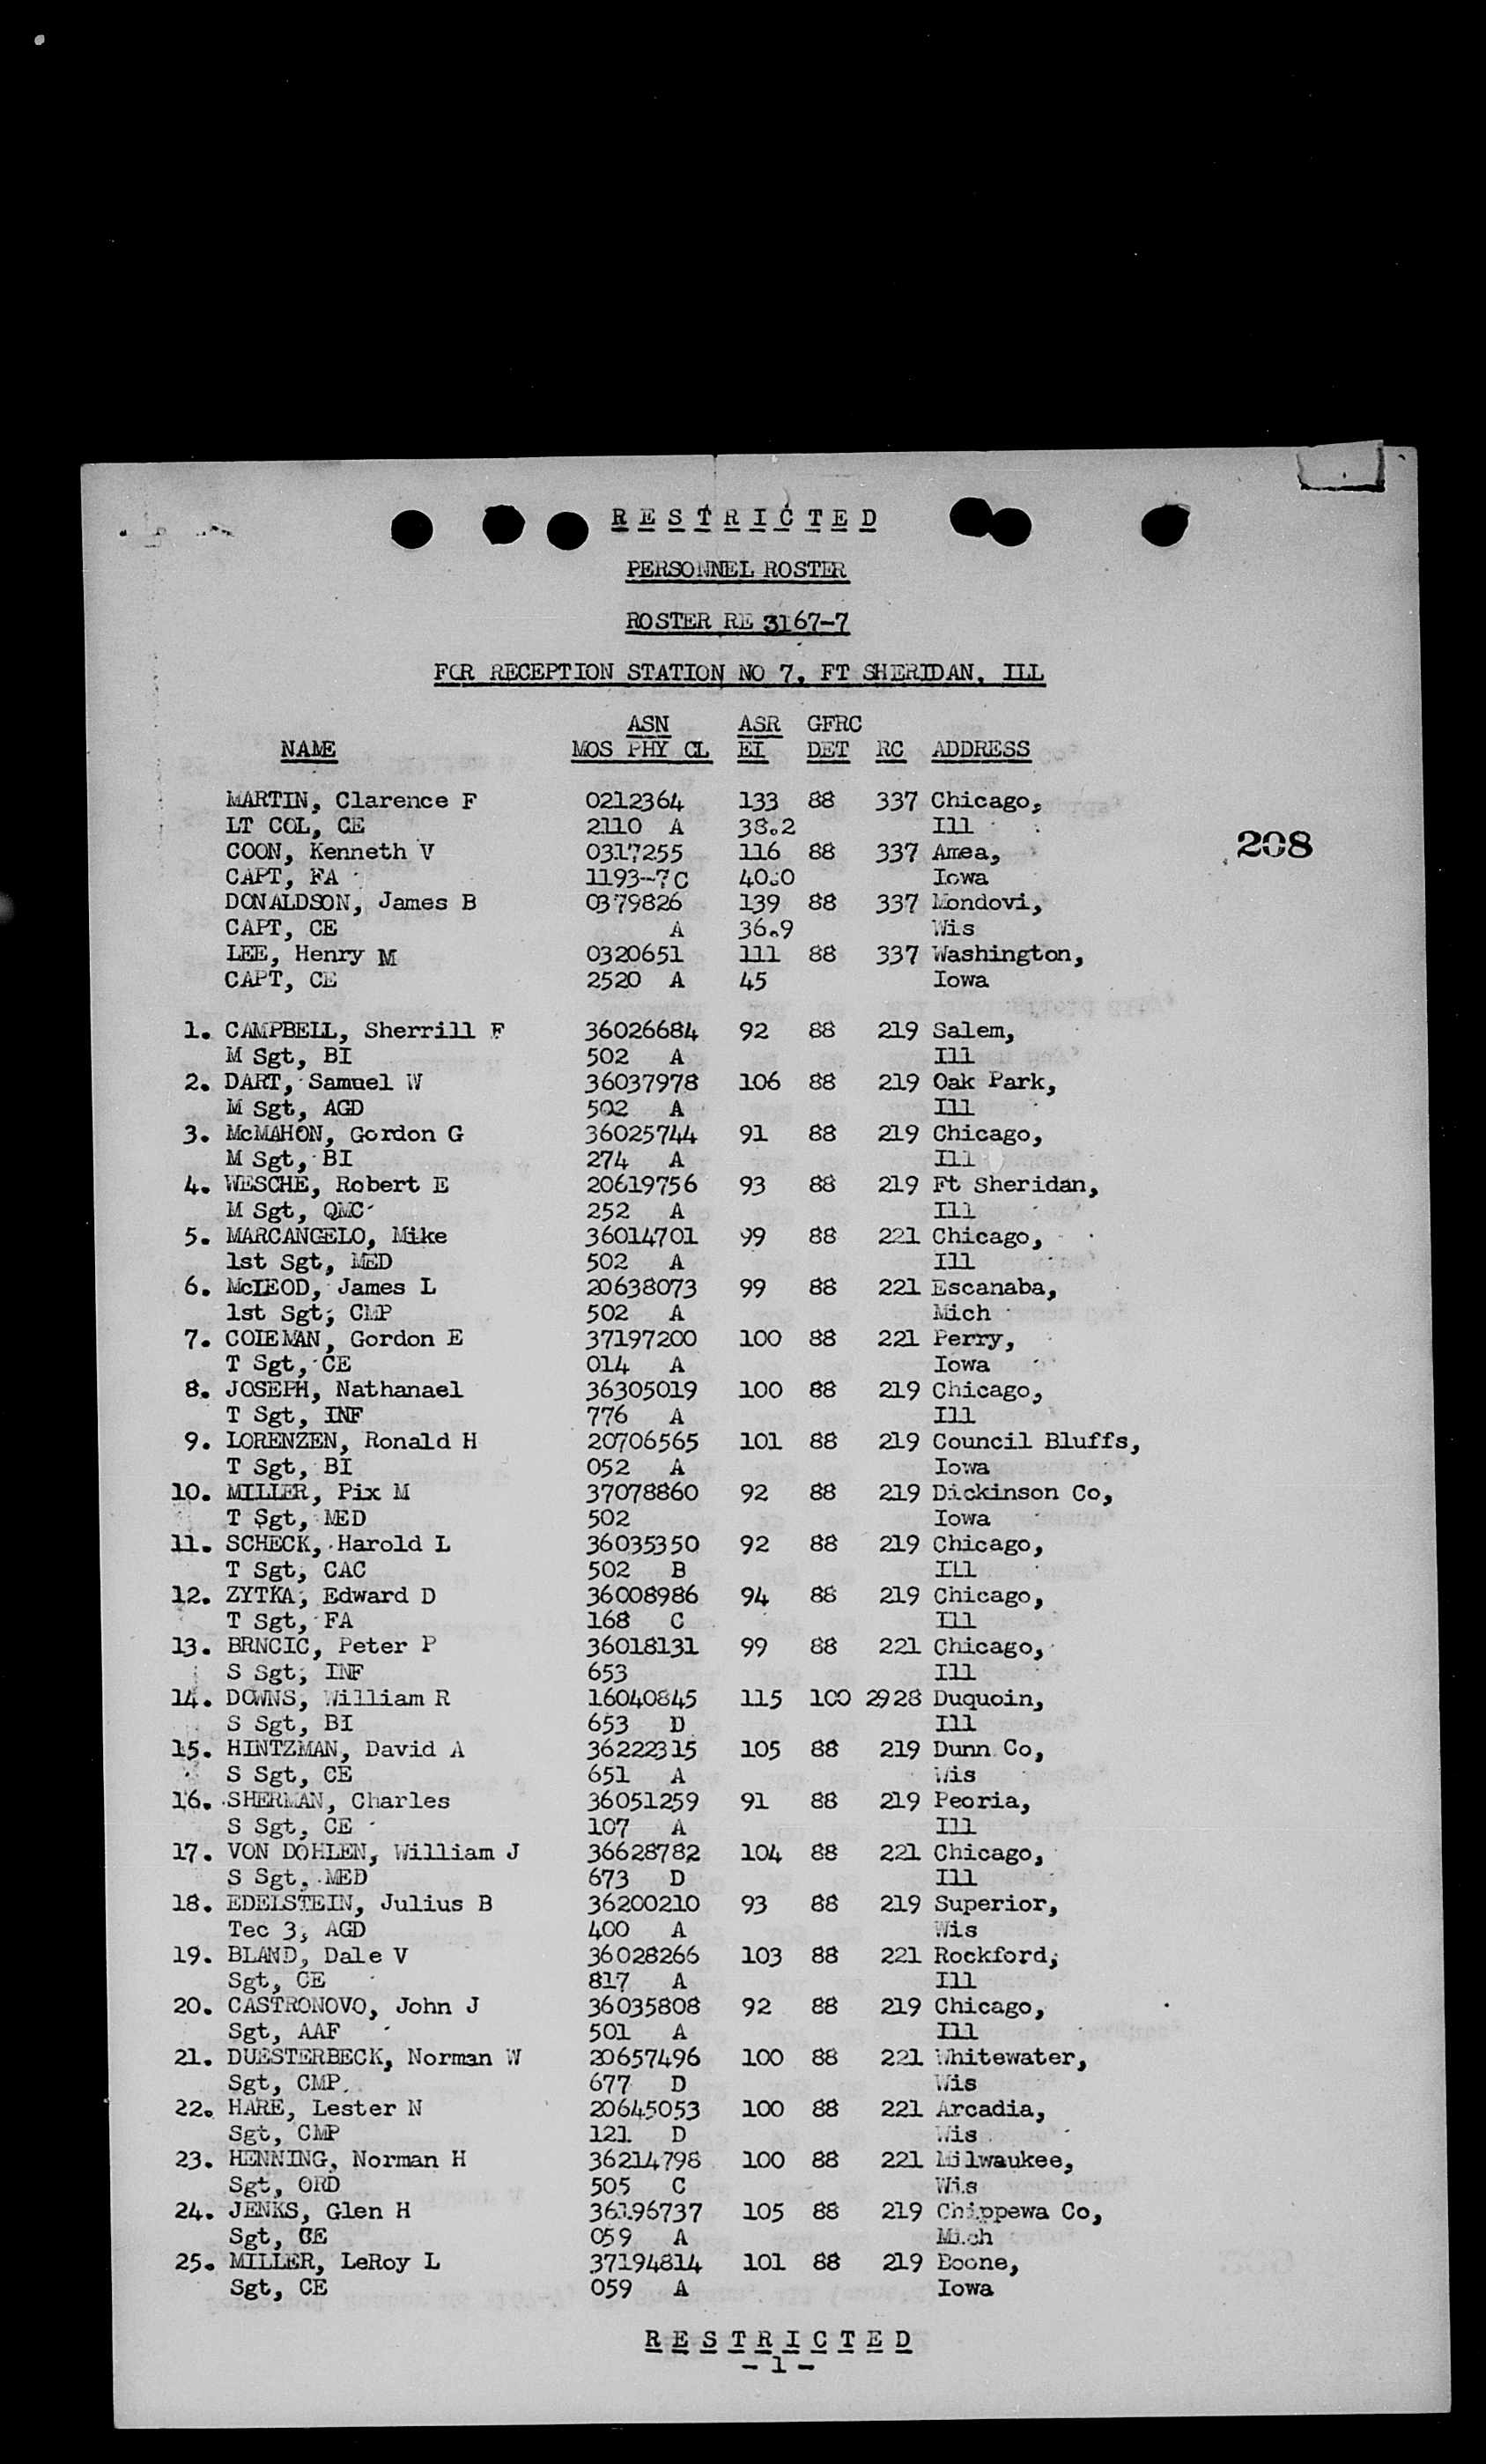 RESTRICTED
PERSONNEL ROSTER
ROSTER RE 3167-7
FOR RECEPTION STATION NO 7, FT SHERIDAN, ILL
ASN ASR GFRC
NAME MOS PHY CL EI DET RC ADDRESS
MARTIN, Clarence F 0212364 133 88 337 Chicago,
LT COL, CE 2110 A 38.2 Ill
208
COON, Kenneth V 0317255 116 88 337 Amea,
CAPT, FA 1193-7C 40.0 Iowa
DONALDSON, James B 0379826 139 88 337 Mondovi,
CAPT, CE A 36.9 Wis
LEE, Henry M 0320651 111 88 337 Washington,
CAPT, CE 2520 A 45 Iowa
1. CAMPBELL, Sherrill F 36026684 92 88 219 Salem,
M Sgt, BI 502 A Ill
2. DART, Samuel W 36037978 106 88 219 Oak Park,
M Sgt, AGD 502 A Ill
3. McMAHON, Gordon G 36025744 91 88 219 Chicago,
M Sgt, BI 274 A Ill
4. WESCHE, Robert E 20619756 93 88 219 Ft Sheridan,
M Sgt, QMC 252 A Ill
5. MARCANGELO, Mike 36014701 99 88 221 Chicago,
1st Sgt, MED 502 A Ill
6. McLEOD, James L 20638073 99 88 221 Escanaba,
1st Sgt, CMP 502 A Mich
7. COLEMAN, Gordon E 37197200 100 88 221 Perry,
T Sgt, CE 014 A Iowa
8. JOSEPH, Nathanael 36305019 100 88 219 Chicago,
T Sgt, INF 776 A Ill
9. LORENZEN, Ronald H 20706565 101 88 219 Council Bluffs,
T Sgt, BI 052 A Iowa
10. MILLER, Pix M 37078860 92 88 219 Dickinson Co,
T Sgt, MED 502 Iowa
11. SCHECK, Harold L 36035350 92 88 219 Chicago,
T Sgt, CAC 502 B Ill
12. ZYTKA, Edward D 36008986 94 88 219 Chicago,
T Sgt, FA 168 C Ill
13. BRNCIC, Peter P 36018131 99 88 221 Chicago,
S Sgt, INF 653 Ill
14. DOWNS, William R 16040845 115 100 2928 Duquoin,
S Sgt, BI 653 D Ill
15. HINTZMAN, David A 36222315 105 88 219 Dunn Co,
S Sgt, CE 651 A Wis
16. SHERMAN, Charles 36051259 91 88 219 Peoria,
S Sgt, CE 107 A Ill
17. VON DOHLEN, William J 36628782 104 88 221 Chicago,
S Sgt, MED 673 D Ill
18. EDELSTEIN, Julius B 36200210 93 88 219 Superior,
Tec 3, AGD 400 A Wis
19. BLAND, Dale V 36028266 103 88 221 Rockford,
Sgt, CE 817 A Ill
20. CASTRONOVO, John J 36035808 92 88 219 Chicago,
Sgt, AAF 501 A Ill
21. DUESTERBECK, Norman W 20657496 100 88 221 Whitewater,
Sgt, CMP 677 D Wis
22. HARE, Lester N 20645053 100 88 221 Arcadia,
Sgt, CMP 121 D Wis
23. HENNING, Norman H 36214798 100 88 221 Milwaukee,
Sgt, ORD 505 C Wis
24. JENKS, Glen H 36196737 105 88 219 Chippewa Co,
Sgt, CE 059 A Mich
25. MILLER, LeRoy L 37194814 101 88 219 Boone,
Sgt, CE 059 A Iowa
RESTRICTED
- 1 -